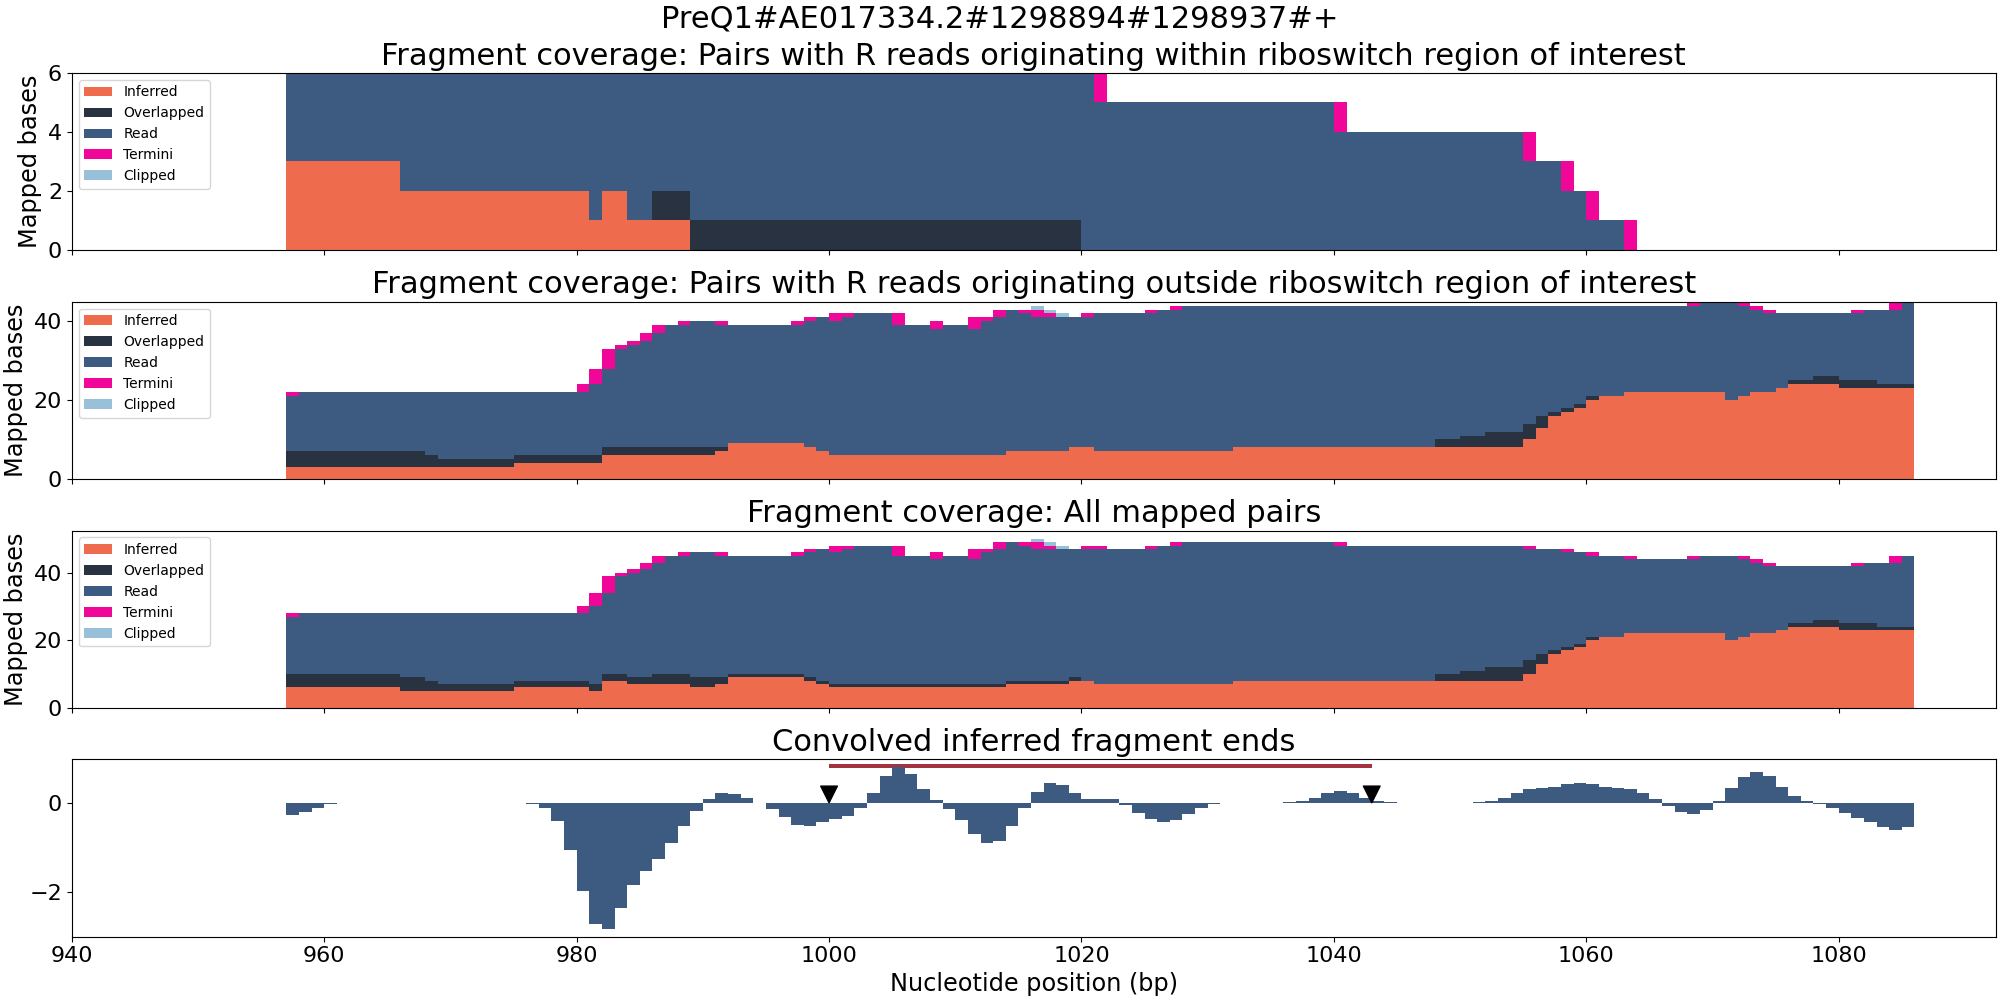 PreQ1#AE017334.2#1298894#1298937#+
Fragment coverage: Pairs with R reads originating within riboswitch region of interest
Mapped bases
6
4
2
0
Inferred
Overlapped
Read
Termini
Clipped
Fragment coverage: Pairs with R reads originating outside riboswitch region of interest
Mapped bases
40
20
0
Inferred
Overlapped
Read
Termini
Clipped
Fragment coverage: All mapped pairs
Mapped bases
40
20
0
Inferred
Overlapped
Read
Termini
Clipped
Convolved inferred fragment ends
0
−2
940 960 980 1000 1020 1040 1060 1080
Nucleotide position (bp)